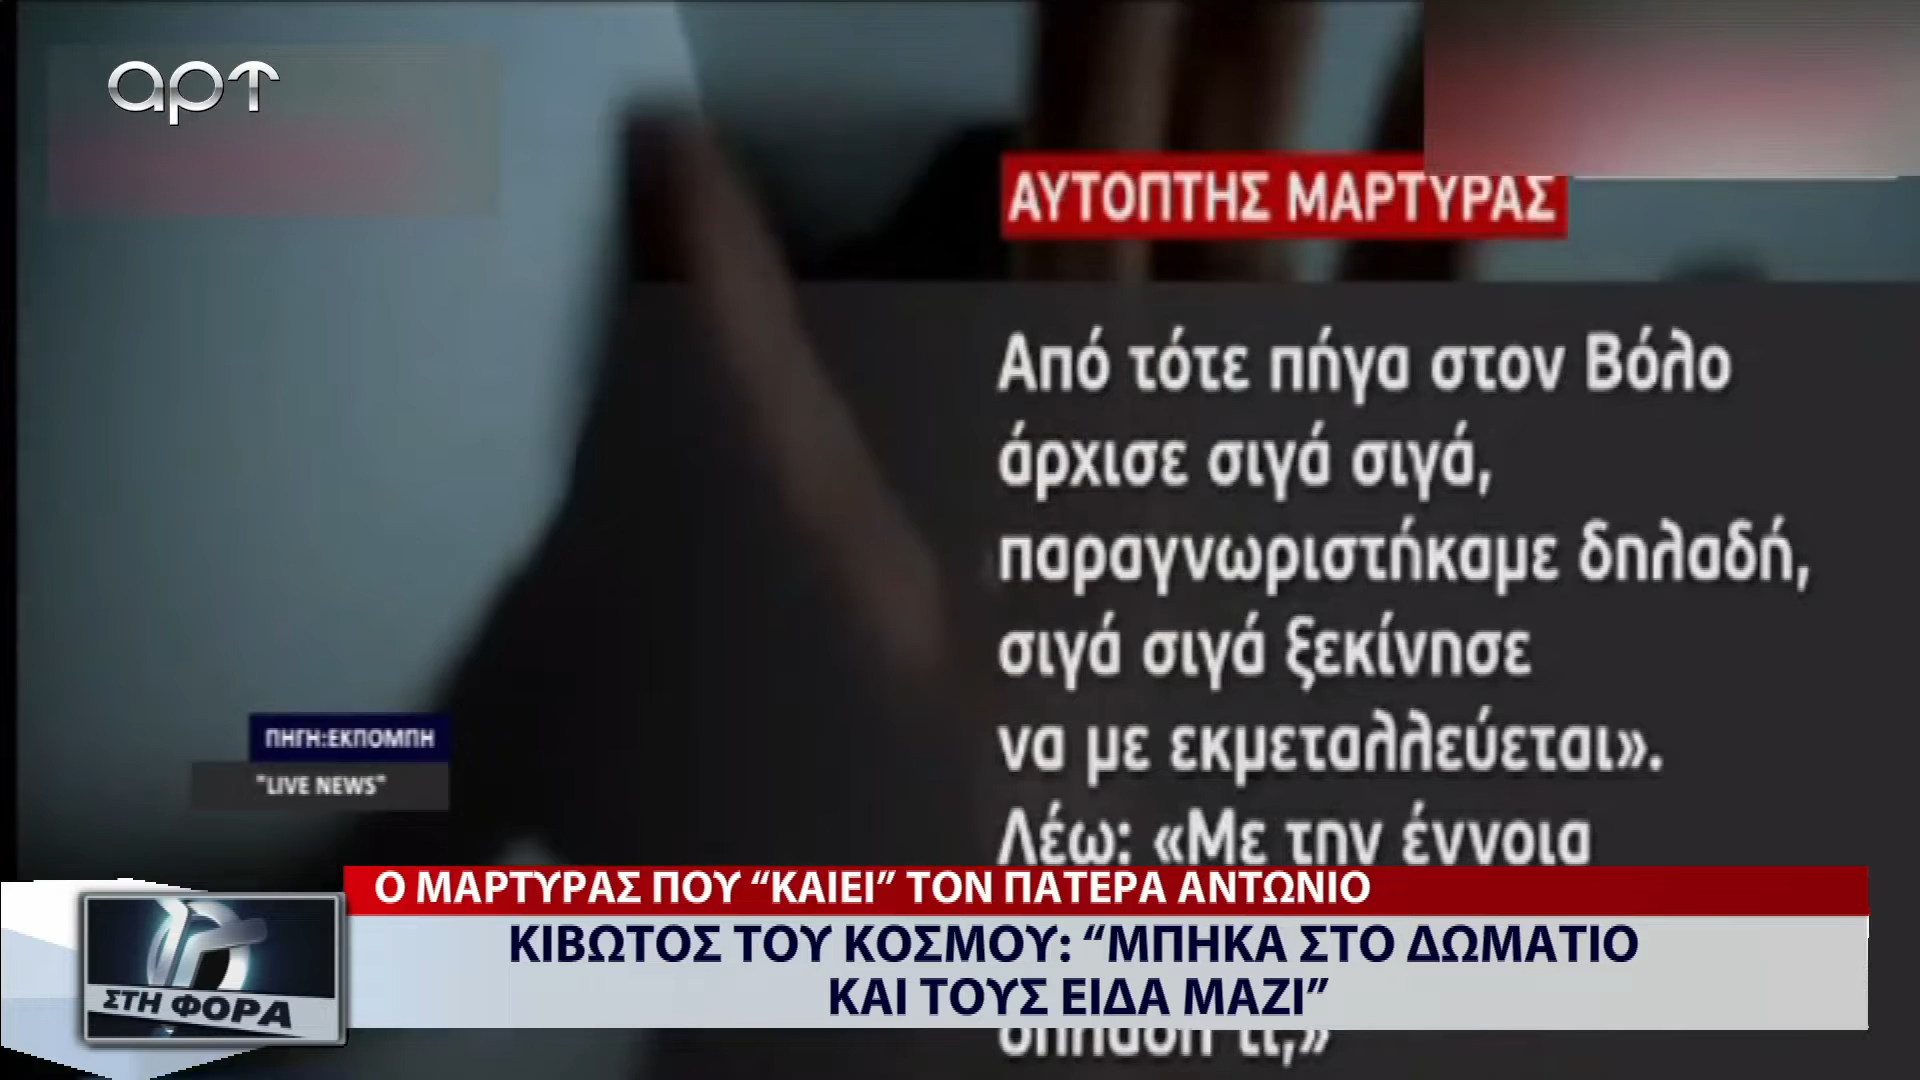 αρτ
ΑΥΤΟΠΤΗΣ ΜΑΡΤΥΡΑΣ
Από τότε πήγα στον Βόλο
άρχισε σιγά σιγά,
παραγνωριστήκαμε δηλαδή,
σιγά σιγά ξεκίνησε
να με εκμεταλλεύεται».
Λέω: «Με την έννοια
δηλαδή τι;»
ΠΗΓΗ:ΕΚΠΟΜΠΗ
"LIVE NEWS"
Ο ΜΑΡΤΥΡΑΣ ΠΟΥ “ΚΑΙΕΙ” ΤΟΝ ΠΑΤΕΡΑ ΑΝΤΩΝΙΟ
ΚΙΒΩΤΟΣ ΤΟΥ ΚΟΣΜΟΥ: “ΜΠΗΚΑ ΣΤΟ ΔΩΜΑΤΙΟ
ΚΑΙ ΤΟΥΣ ΕΙΔΑ ΜΑΖΙ”
ΣΤΗ ΦΟΡΑ